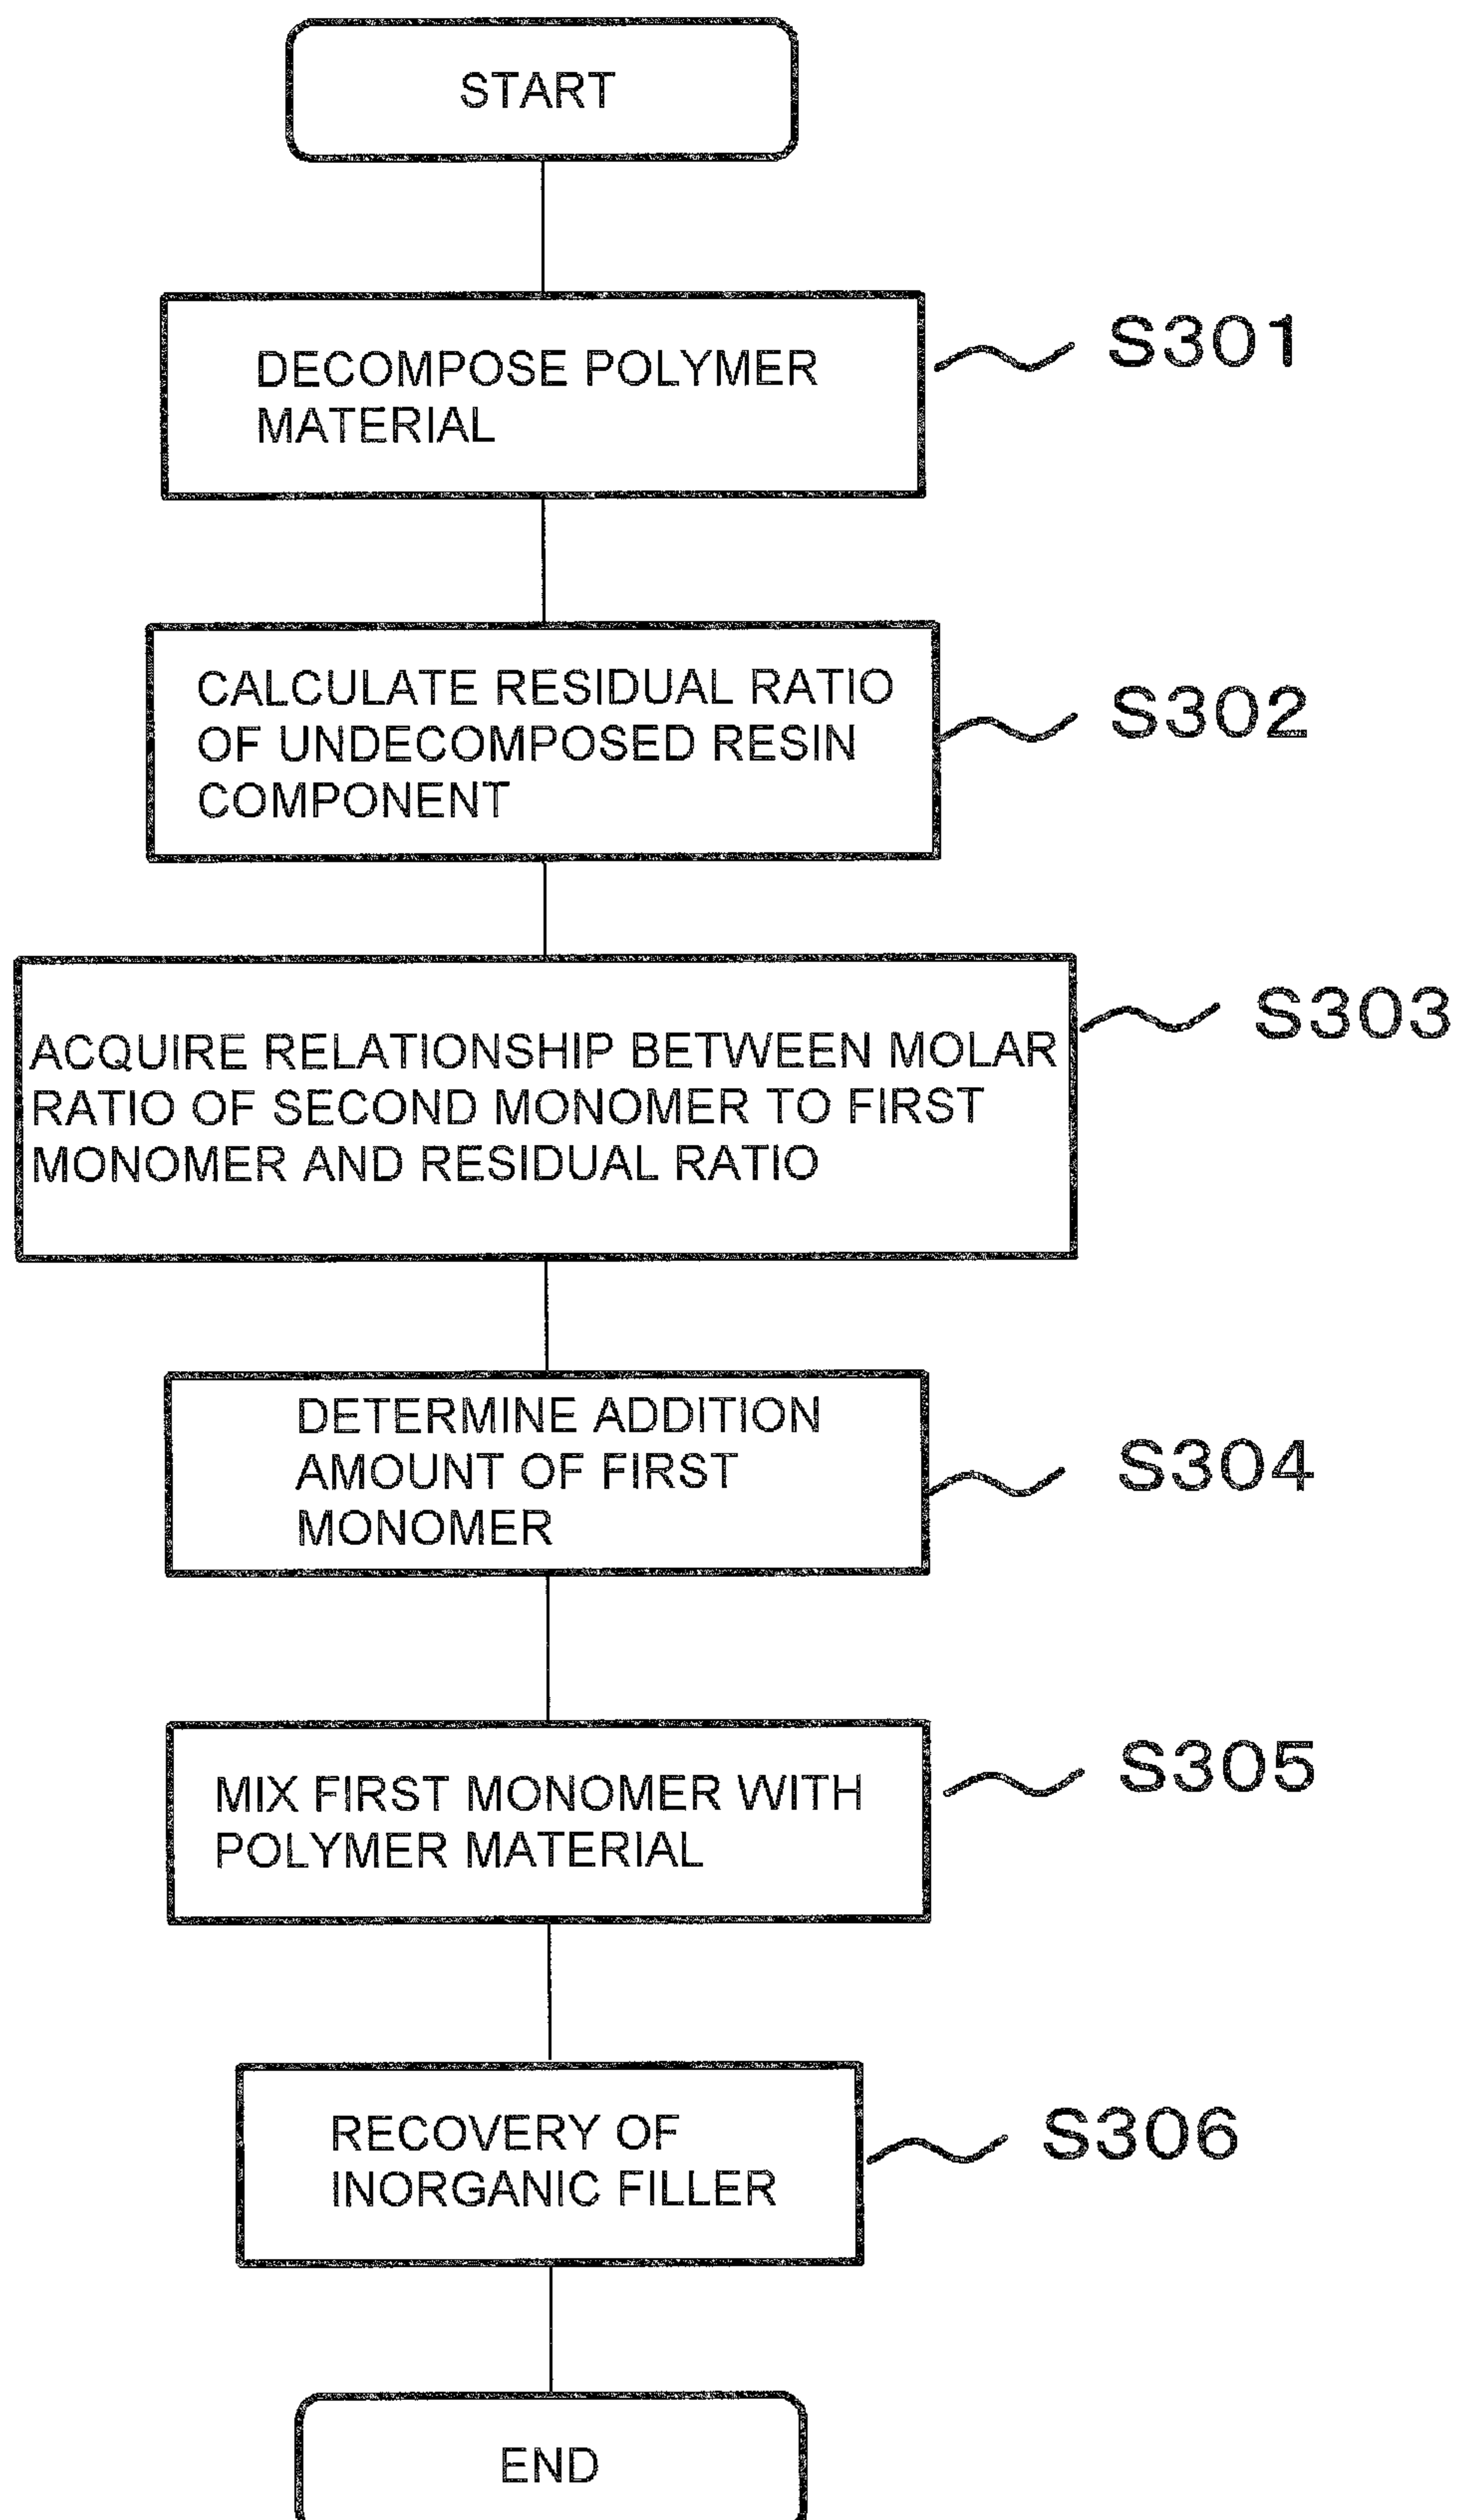 START
DECOMPOSE POLYMER
MATERIAL
S301
CALCULATE RESIDUAL RATIO
OF UNDECOMPOSED RESIN
COMPONENT
S302
ACQUIRE RELATIONSHIP BETWEEN MOLAR
RATIO OF SECOND MONOMER TO FIRST
MONOMER AND RESIDUAL RATIO
S303
DETERMINE ADDITION
AMOUNT OF FIRST
MONOMER
S304
MIX FIRST MONOMER WITH
POLYMER MATERIAL
S305
RECOVERY OF
INORGANIC FILLER
S306
END